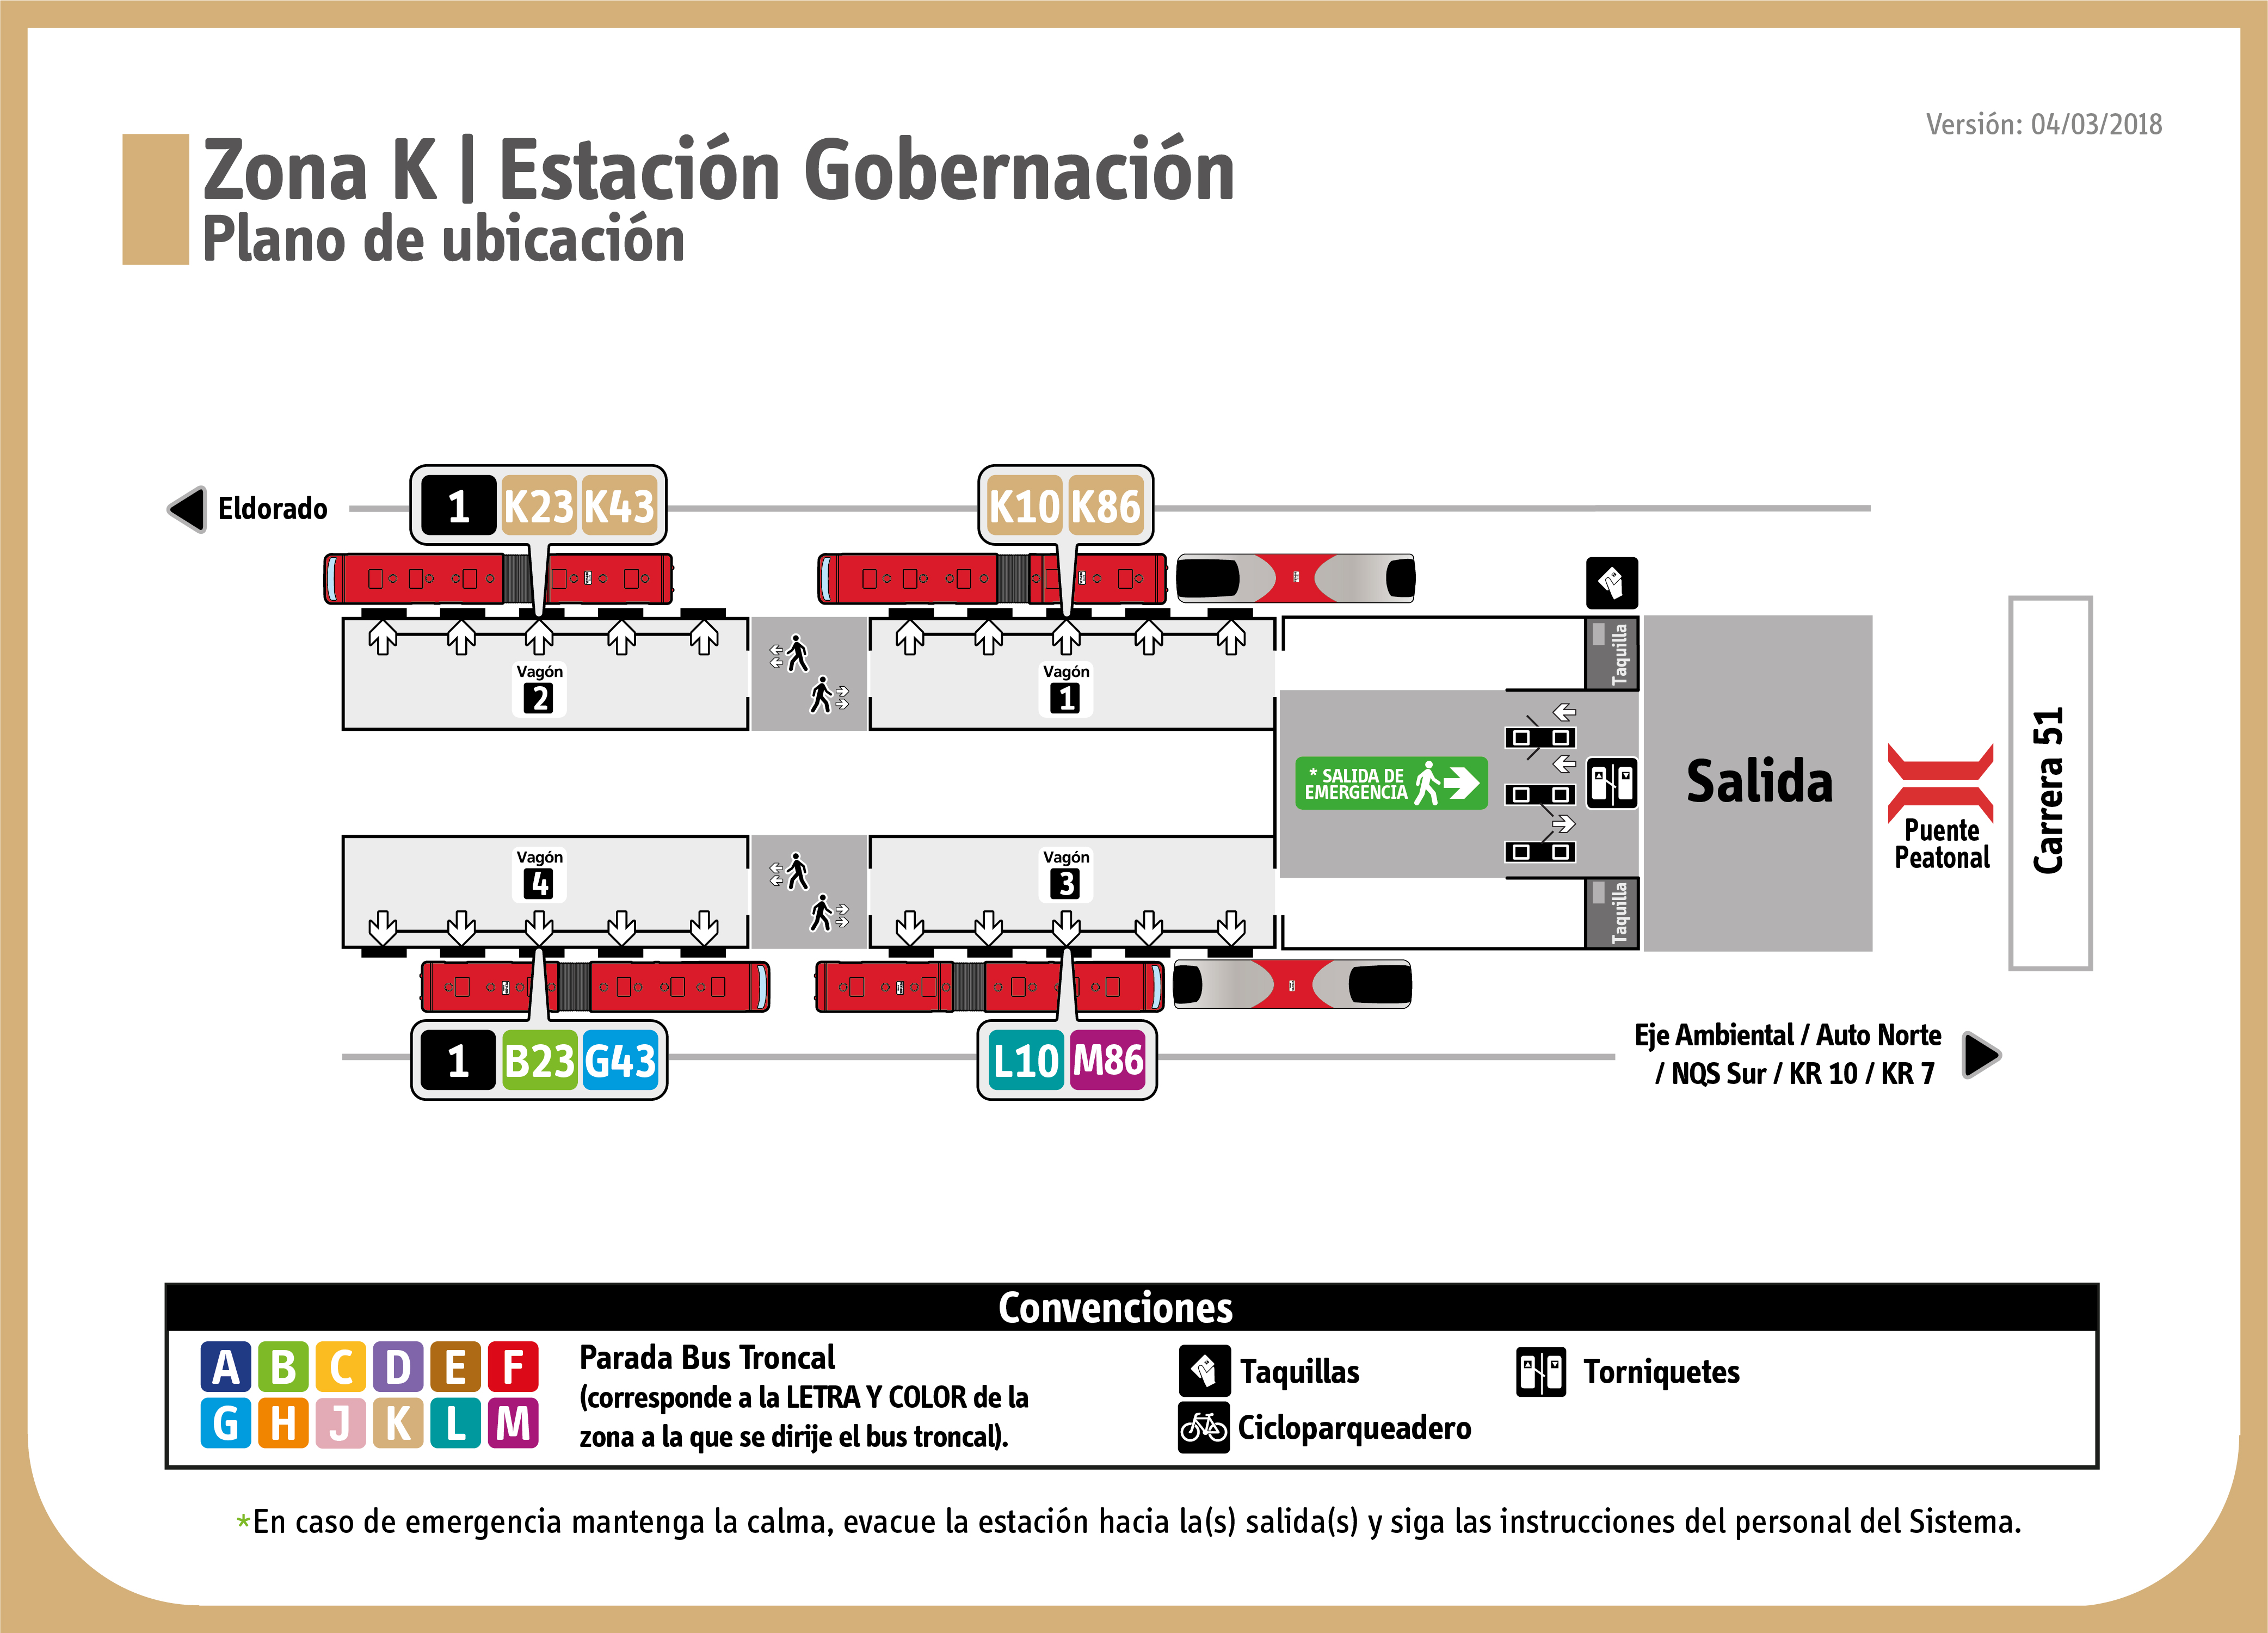 Versión: 04/03/2018
Zona K | Estación Gobernación
Plano de ubicación
Eldorado
1 K23 K43
K10 K86
Vagón
2
Vagón
1
Taquilla
* SALIDA DE
EMERGENCIA
Salida
Puente
Peatonal
Carrera 51
Vagón
4
Vagón
3
Taquilla
1 B23 G43
L10 M86
Eje Ambiental / Auto Norte
/ NQS Sur / KR 10 / KR 7
Convenciones
A B C D E F
G H J K L M
Parada Bus Troncal
(corresponde a la LETRA Y COLOR de la
zona a la que se dirije el bus troncal).
Taquillas
Cicloparqueadero
Torniquetes
*En caso de emergencia mantenga la calma, evacue la estación hacia la(s) salida(s) y siga las instrucciones del personal del Sistema.